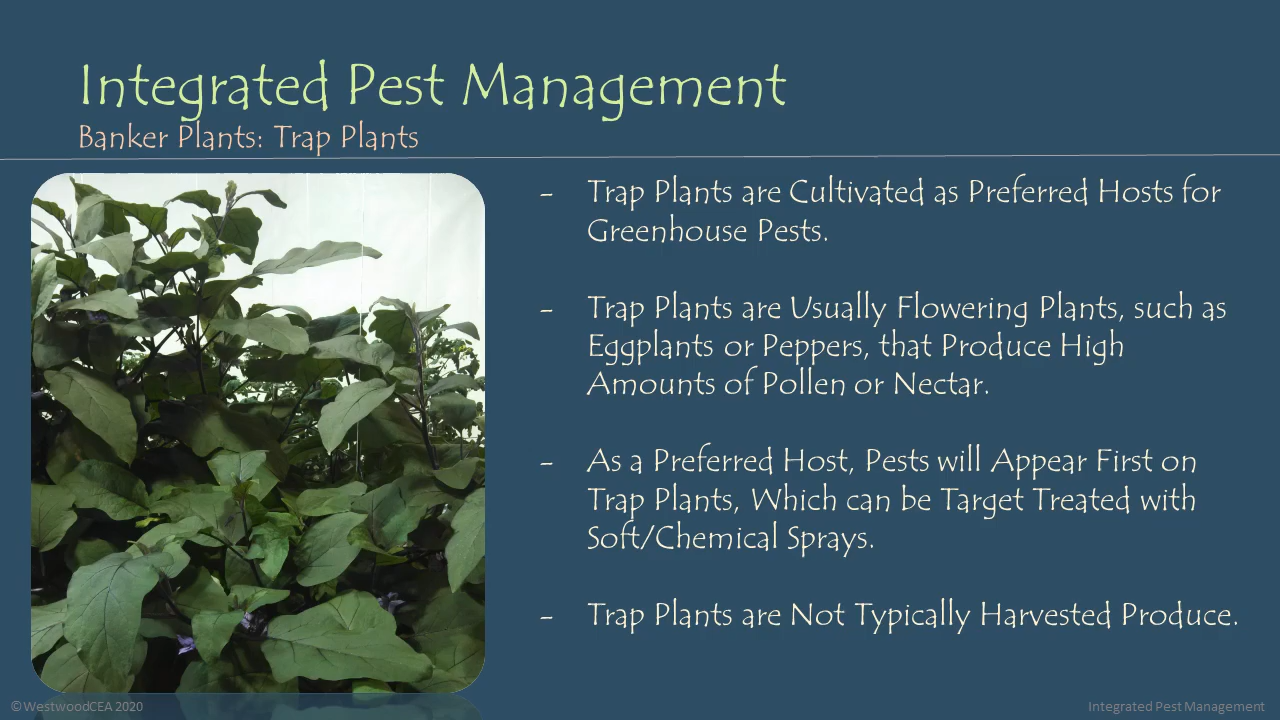 Integrated Pest Management
Banker Plants: Trap Plants
- Trap Plants are Cultivated as Preferred Hosts for
Greenhouse Pests.
- Trap Plants are Usually Flowering Plants, such as
Eggplants or Peppers, that Produce High
Amounts of Pollen or Nectar.
- As a Preferred Host, Pests will Appear First on
Trap Plants, Which can be Target Treated with
Soft/Chemical Sprays.
- Trap Plants are Not Typically Harvested Produce.
©WestwoodCEA 2020
Integrated Pest Management